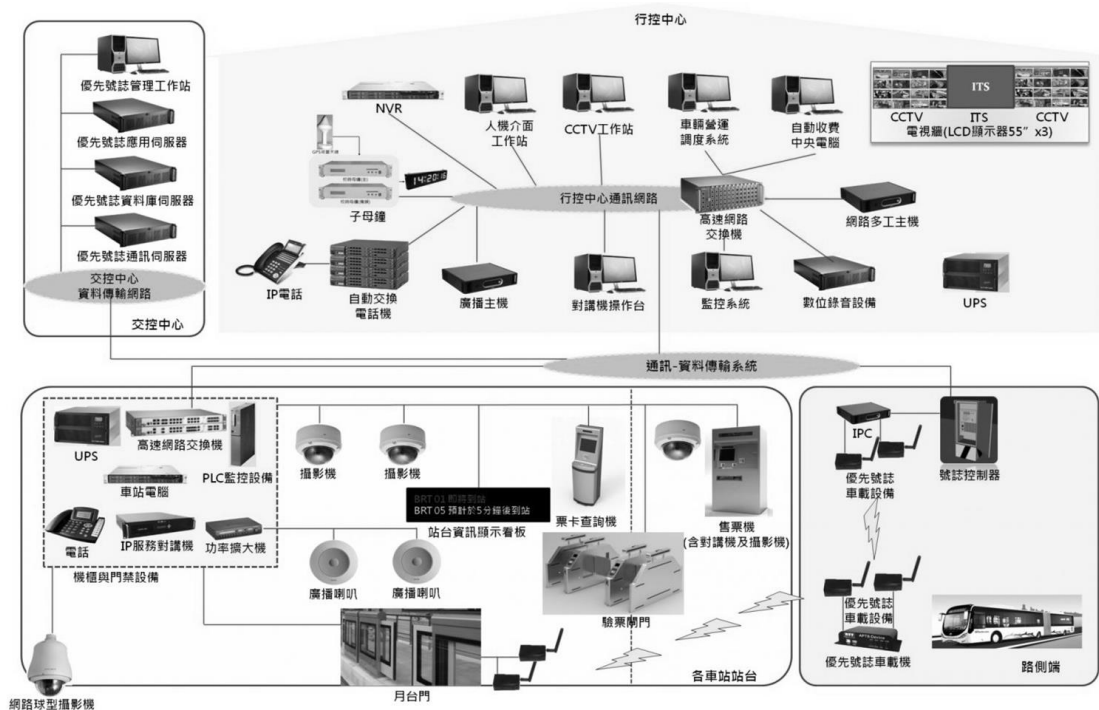 行控中心
優先號誌管理工作站
優先號誌應用伺服器
優先號誌資料庫伺服器
優先號誌通訊伺服器
交控中心
資料傳輸網路
交控中心
NVR
人機介面
工作站
CCTV工作站
車輛營運
調度系統
自動收費
中央電腦
ITS
CCTV
ITS
CCTV
電視牆(LCD顯示器55”x3)
14:20:16
子母鐘
行控中心通訊網路
高速網路
交換機
網路多工主機
IP電話
自動交換
電話機
廣播主機
對講機操作台
監控系統
數位錄音設備
UPS
通訊-資料傳輸系統
UPS
高速網路交換機
PLC監控設備
車站電腦
電話
IP服務對講機
功率擴大機
機櫃與門禁設備
攝影機
攝影機
BRT 01 即將到站
BRT 05 預計於5分鐘後到站
站台資訊顯示看板
廣播喇叭
廣播喇叭
票卡查詢機
售票機
(含對講機及攝影機)
驗票閘門
月台門
各車站站台
網路球型攝影機
IPC
優先號誌
車載設備
號誌控制器
優先號誌
車載設備
優先號誌車載機
路側端